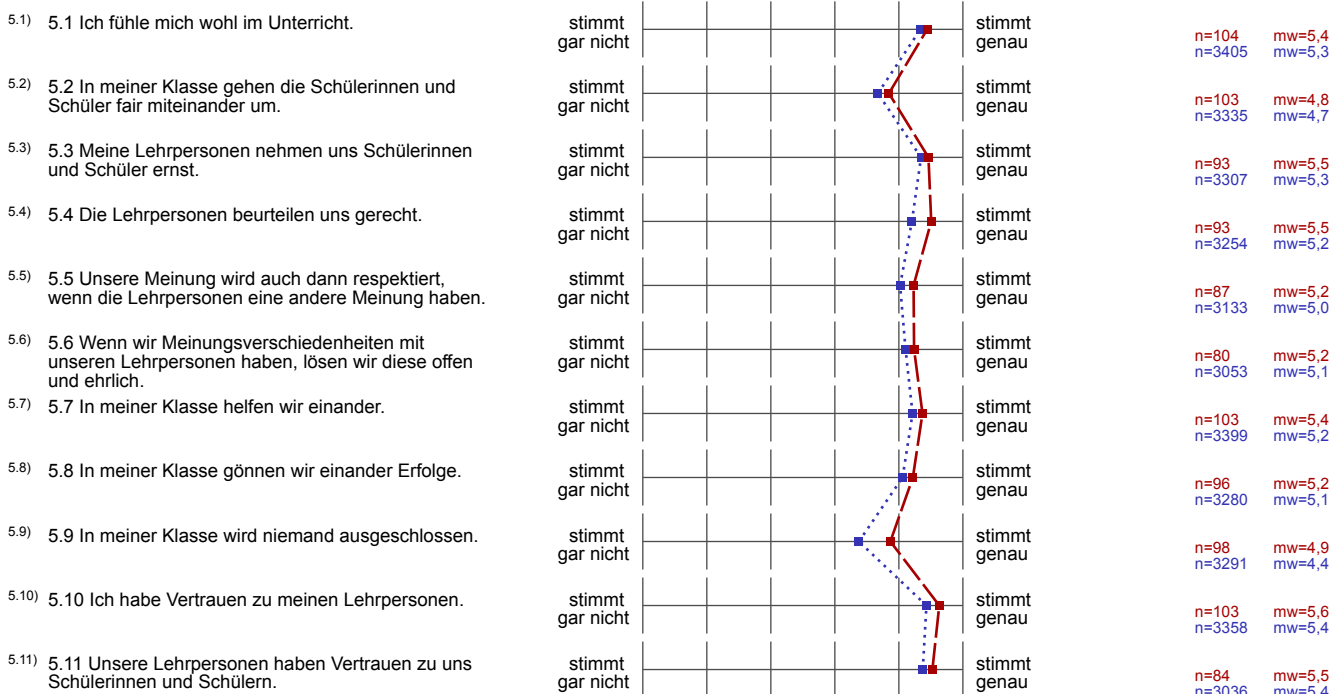 5.1) 5.1 Ich fühle mich wohl im Unterricht.
stimmt
gar nicht
stimmt
genau
n=104 mw=5,4
n=3405 mw=5,3
5.2) 5.2 In meiner Klasse gehen die Schülerinnen und
Schüler fair miteinander um.
stimmt
gar nicht
stimmt
genau
n=103 mw=4,8
n=3335 mw=4,7
5.3) 5.3 Meine Lehrpersonen nehmen uns Schülerinnen
und Schüler ernst.
stimmt
gar nicht
stimmt
genau
n=93 mw=5,5
n=3307 mw=5,3
5.4) 5.4 Die Lehrpersonen beurteilen uns gerecht.
stimmt
gar nicht
stimmt
genau
n=93 mw=5,5
n=3254 mw=5,2
5.5) 5.5 Unsere Meinung wird auch dann respektiert,
wenn die Lehrpersonen eine andere Meinung haben.
stimmt
gar nicht
stimmt
genau
n=87 mw=5,2
n=3133 mw=5,0
5.6) 5.6 Wenn wir Meinungsverschiedenheiten mit
unseren Lehrpersonen haben, lösen wir diese offen
und ehrlich.
stimmt
gar nicht
stimmt
genau
n=80 mw=5,2
n=3053 mw=5,1
5.7) 5.7 In meiner Klasse helfen wir einander.
stimmt
gar nicht
stimmt
genau
n=103 mw=5,4
n=3399 mw=5,2
5.8) 5.8 In meiner Klasse gönnen wir einander Erfolge.
stimmt
gar nicht
stimmt
genau
n=96 mw=5,2
n=3280 mw=5,1
5.9) 5.9 In meiner Klasse wird niemand ausgeschlossen.
stimmt
gar nicht
stimmt
genau
n=98 mw=4,9
n=3291 mw=4,4
5.10) 5.10 Ich habe Vertrauen zu meinen Lehrpersonen.
stimmt
gar nicht
stimmt
genau
n=103 mw=5,6
n=3358 mw=5,4
5.11) 5.11 Unsere Lehrpersonen haben Vertrauen zu uns
Schülerinnen und Schülern.
stimmt
gar nicht
stimmt
genau
n=84 mw=5,5
n=3036 mw=5,4